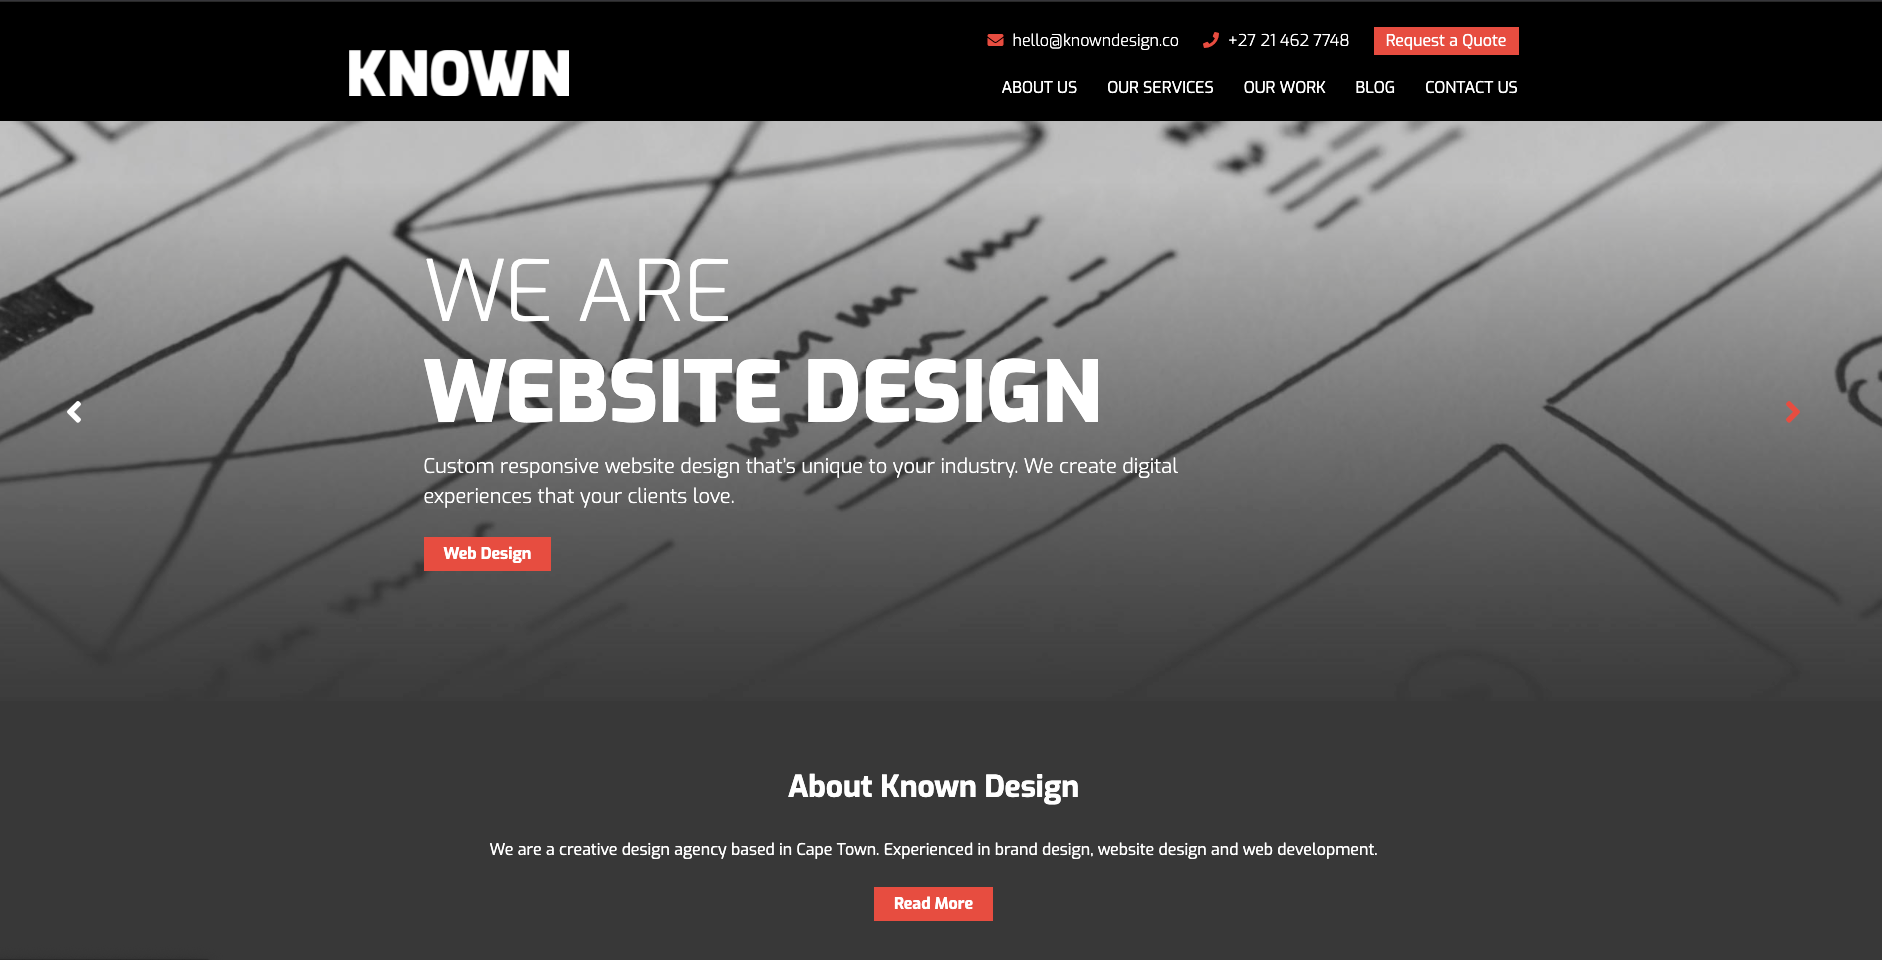 KNOWN
hello@knowndesign.co
+27 21 462 7748
Request a Quote
ABOUT US
OUR SERVICES
OUR WORK
BLOG
CONTACT US
WE ARE
WEBSITE DESIGN
Custom responsive website design that's unique to your industry. We create digital
experiences that your clients love.
Web Design
About Known Design
We are a creative design agency based in Cape Town. Experienced in brand design, website design and web development.
Read More